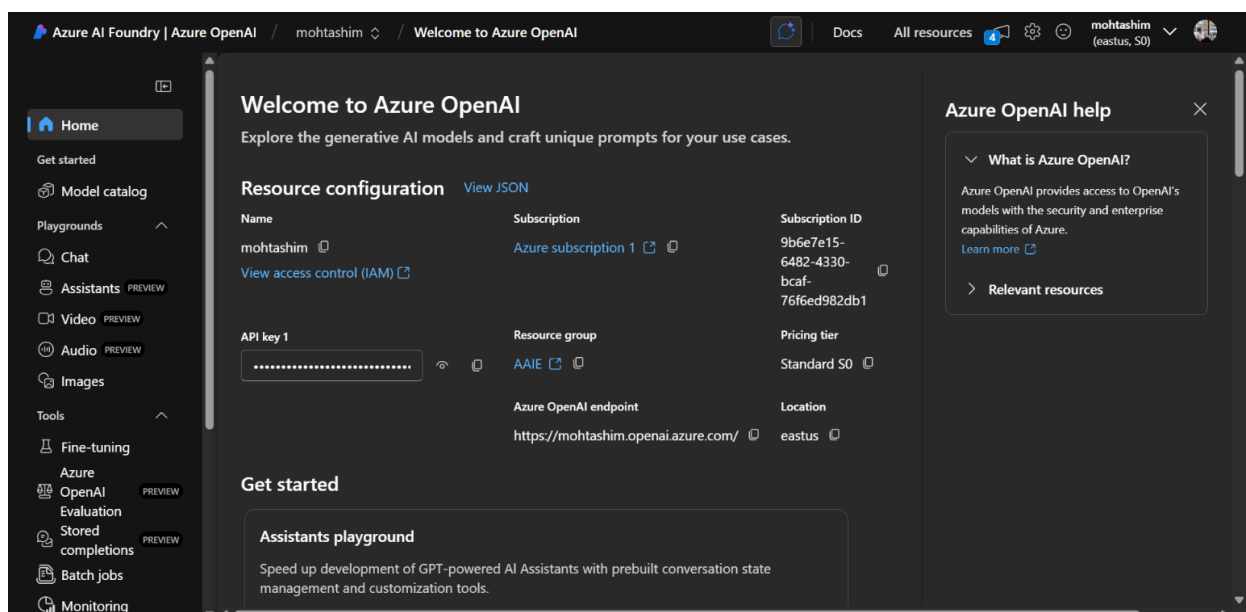 Azure AI Foundry | Azure OpenAI / mohtashim / Welcome to Azure OpenAI
Docs
All resources
4
mohtashim
(eastus, S0)
Home
Get started
Model catalog
Playgrounds
Chat
Assistants PREVIEW
Video PREVIEW
Audio PREVIEW
Images
Tools
Fine-tuning
Azure
OpenAI PREVIEW
Evaluation
Stored
completions PREVIEW
Batch jobs
Monitoring
Welcome to Azure OpenAI
Explore the generative AI models and craft unique prompts for your use cases.
Resource configuration View JSON
Name
mohtashim
View access control (IAM)
Subscription
Azure subscription 1
Subscription ID
9b6e7e15-
6482-4330-
bcaf-
76f6ed982db1
API key 1
••••••••••••••••••••••••••••••
Resource group
AAIE
Pricing tier
Standard S0
Azure OpenAI endpoint
https://mohtashim.openai.azure.com/
Location
eastus
Get started
Assistants playground
Speed up development of GPT-powered AI Assistants with prebuilt conversation state
management and customization tools.
Azure OpenAI help
What is Azure OpenAI?
Azure OpenAI provides access to OpenAI's
models with the security and enterprise
capabilities of Azure.
Learn more
Relevant resources